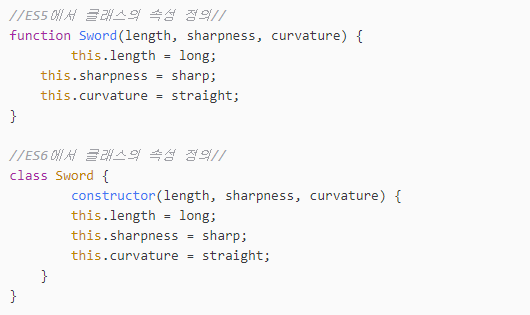 //ES5에서 클래스의 속성 정의//
function Sword(length, sharpness, curvature) {
this.length = long;
this.sharpness = sharp;
this.curvature = straight;
}
//ES6에서 클래스의 속성 정의//
class Sword {
constructor(length, sharpness, curvature) {
this.length = long;
this.sharpness = sharp;
this.curvature = straight;
}
}